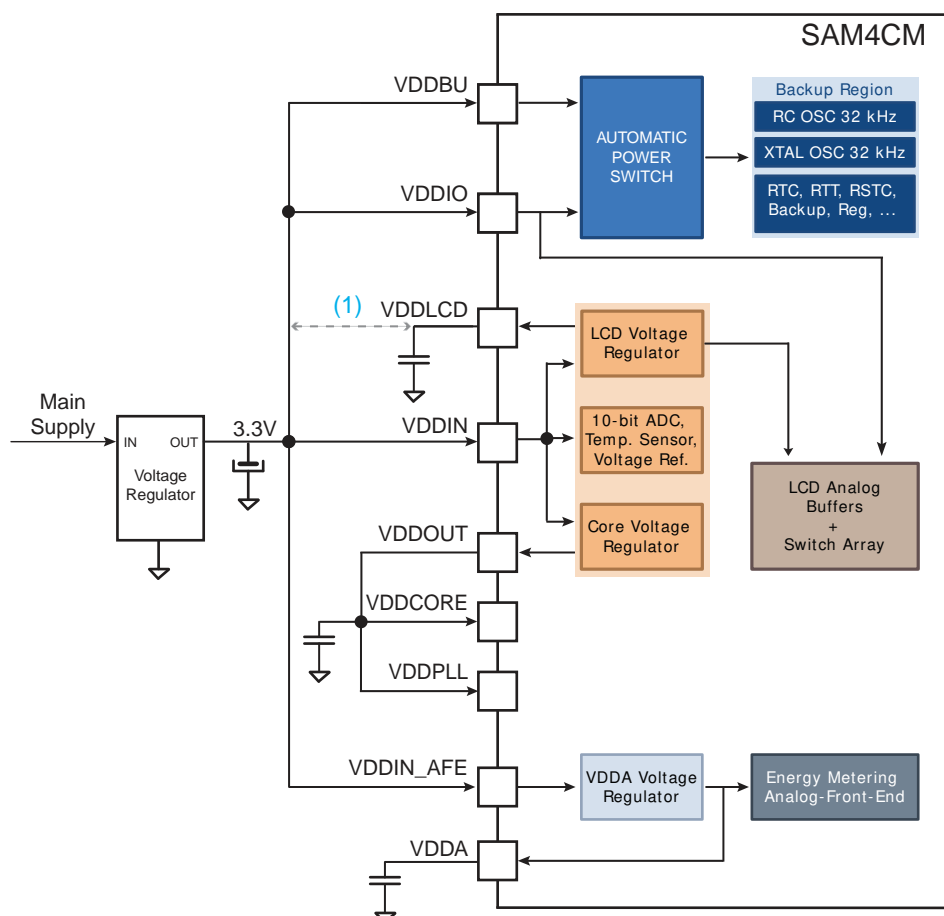 SAM4CM
VDDBU
AUTOMATIC
POWER
SWITCH
Backup Region
RC OSC 32 kHz
XTAL OSC 32 kHz
RTC, RTT, RSTC,
Backup, Reg, ...
VDDIO
(1)
VDDLCD
LCD Voltage
Regulator
Main
Supply
IN
OUT
Voltage
Regulator
3.3V
VDDIN
10-bit ADC,
Temp. Sensor,
Voltage Ref.
LCD Analog
Buffers
+
Switch Array
VDDOUT
Core Voltage
Regulator
VDDCORE
VDDPLL
VDDIN_AFE
VDDA Voltage
Regulator
Energy Metering
Analog-Front-End
VDDA